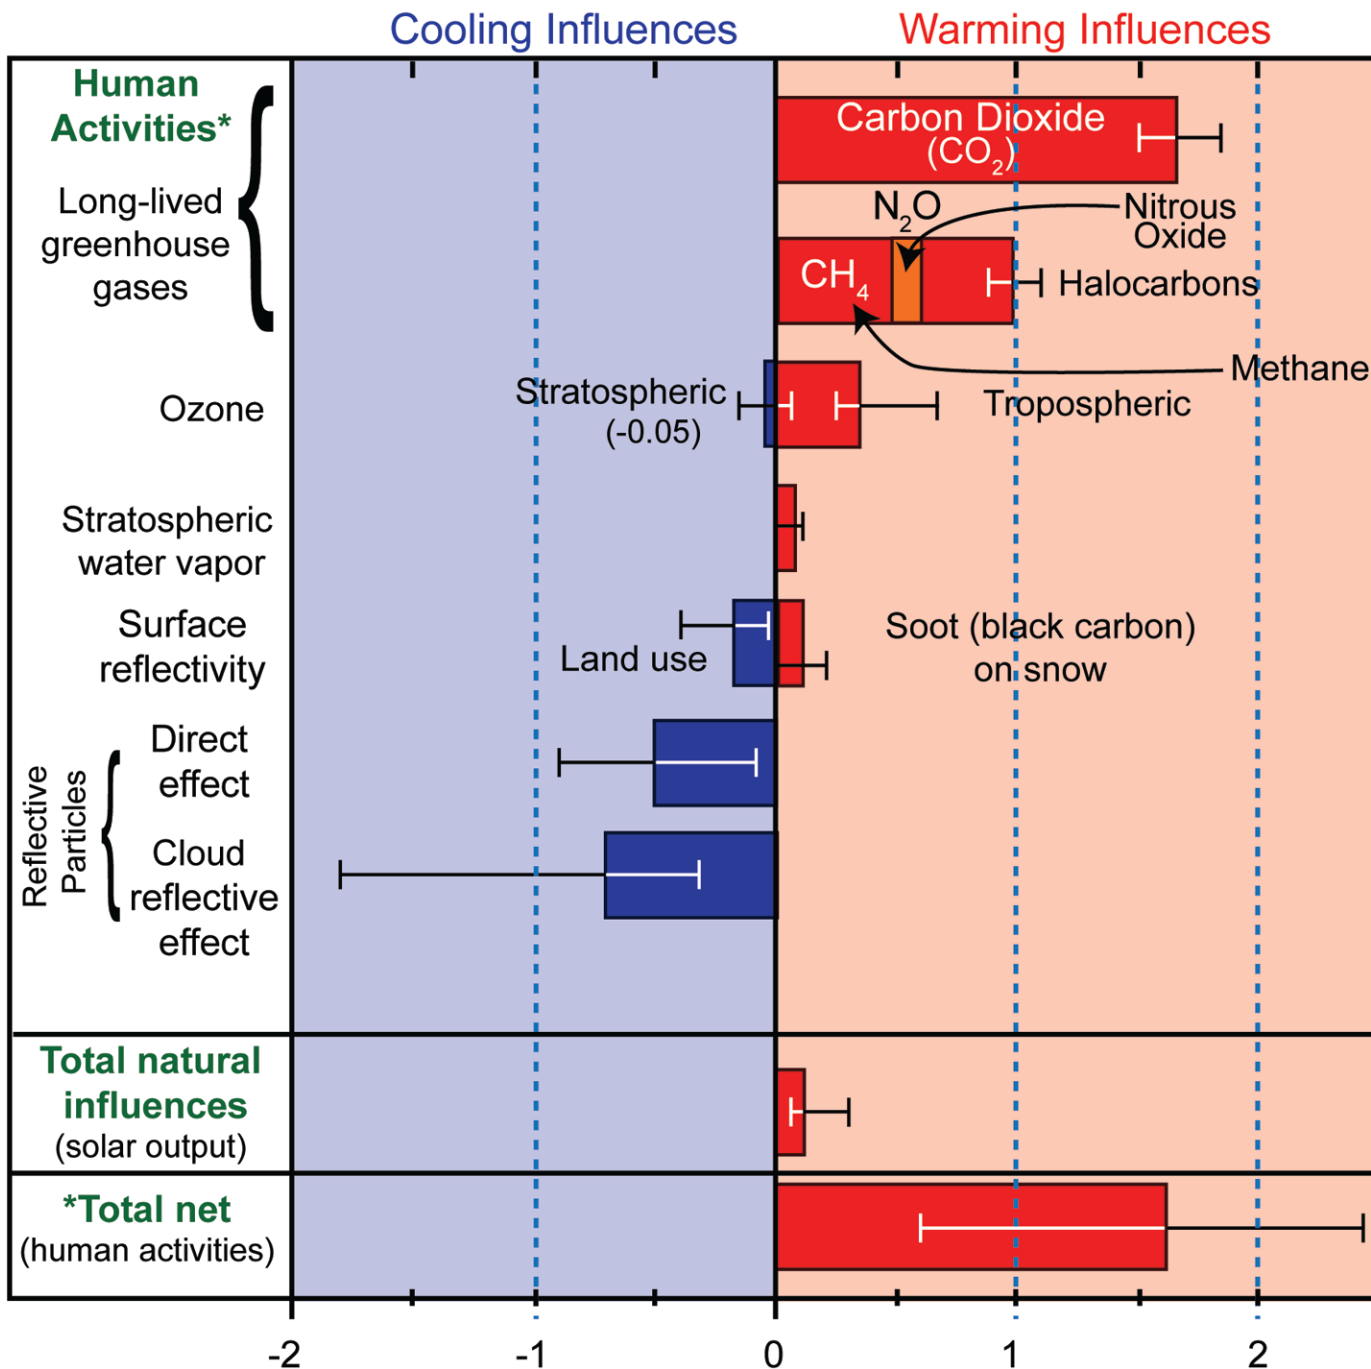 Cooling Influences
Warming Influences
Human
Activities*
Long-lived
greenhouse
gases
Carbon Dioxide
(CO₂)
N₂O
Nitrous
Oxide
CH₄
Halocarbons
Methane
Ozone
Stratospheric
(-0.05)
Tropospheric
Stratospheric
water vapor
Surface
reflectivity
Land use
Soot (black carbon)
on snow
Reflective
Particles
Direct
effect
Cloud
reflective
effect
Total natural
influences
(solar output)
*Total net
(human activities)
-2
-1
0
1
2